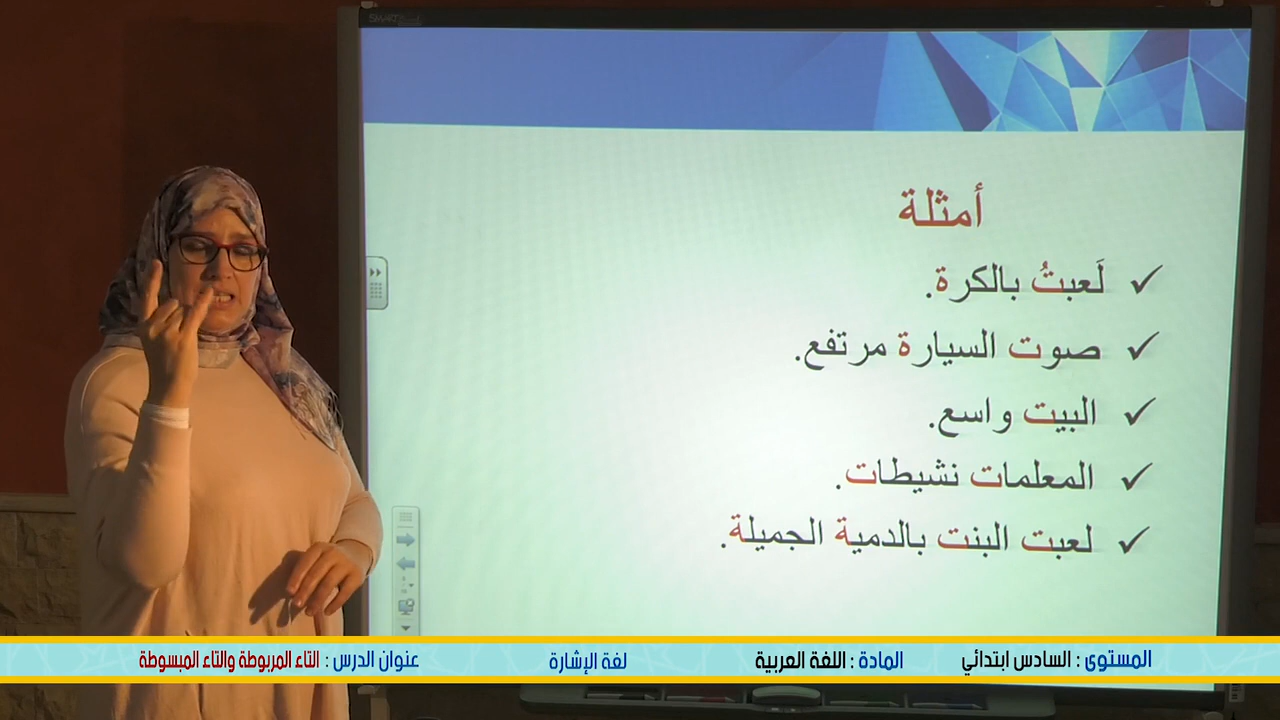 SMART
أمثلة
✓ لَعبتُ بالكرة.
✓ صوت السيارة مرتفع.
✓ البيت واسع.
✓ المعلمات نشيطات.
✓ لعبت البنت بالدمية الجميلة.
المستوى : السادس ابتدائي المادة : اللغة العربية لغة الإشارة عنوان الدرس : التاء المربوطة والتاء المبسوطة